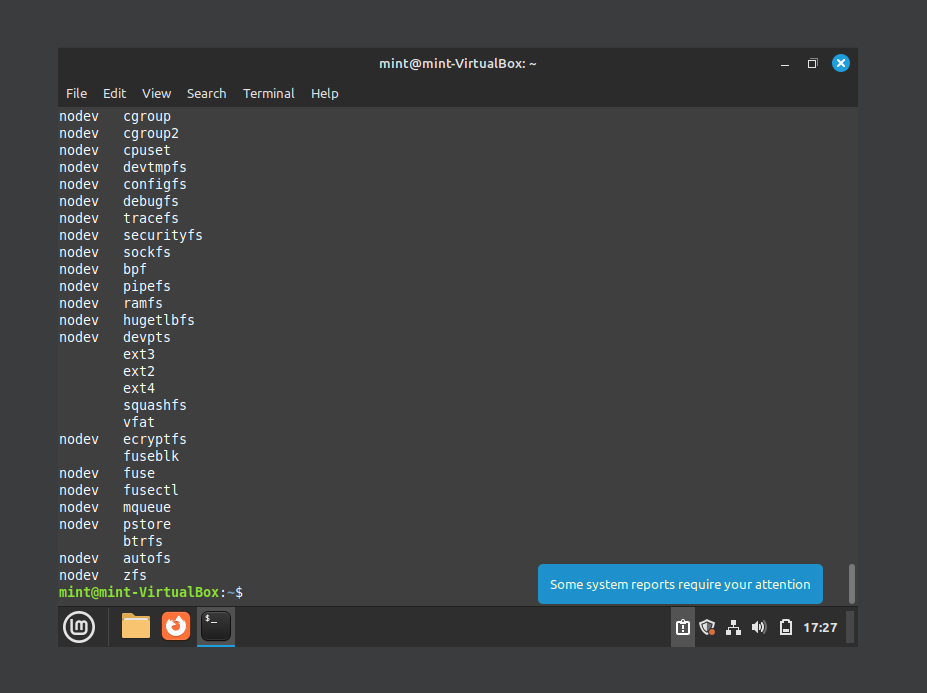 mint@mint-VirtualBox: ~
File Edit View Search Terminal Help
nodev cgroup
nodev cgroup2
nodev cpuset
nodev devtmpfs
nodev configfs
nodev debugfs
nodev tracefs
nodev securityfs
nodev sockfs
nodev bpf
nodev pipefs
nodev ramfs
nodev hugetlbfs
nodev devpts
ext3
ext2
ext4
squashfs
vfat
nodev ecryptfs
fuseblk
nodev fuse
nodev fusectl
nodev mqueue
nodev pstore
btrfs
nodev autofs
nodev zfs
mint@mint-VirtualBox:~$
Some system reports require your attention
$_
17:27